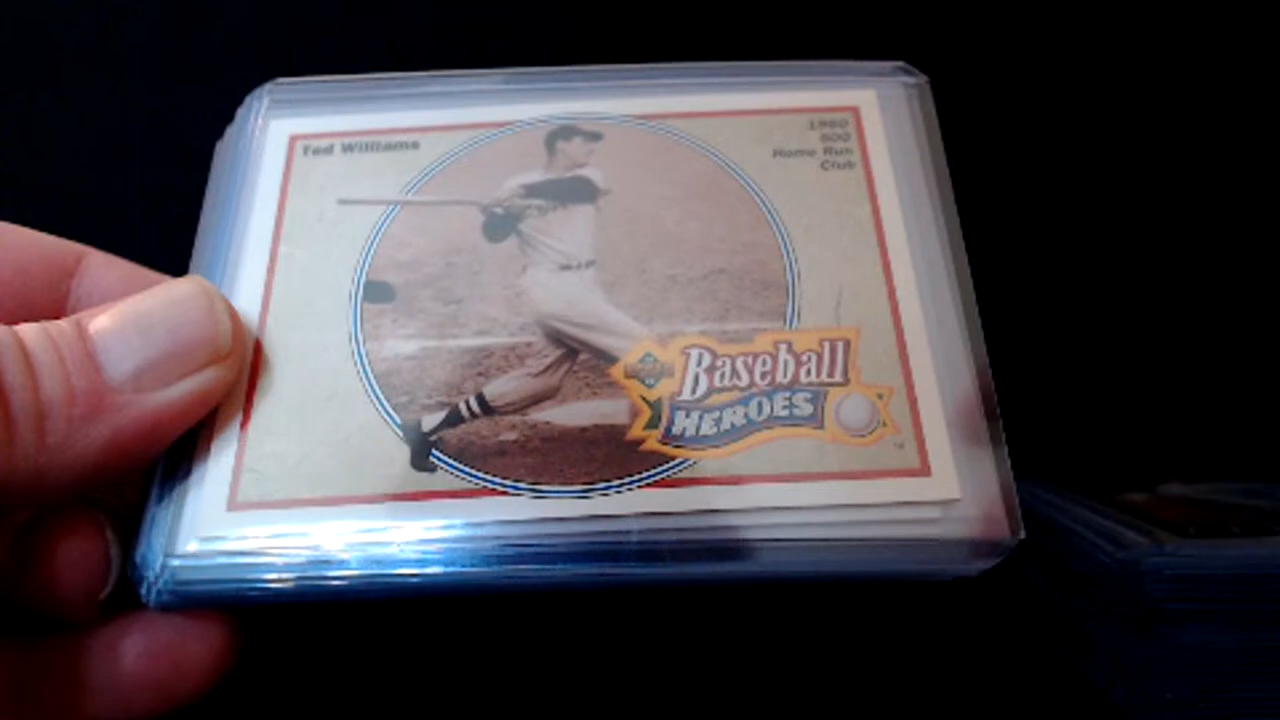 Ted Williams
1960
500
Home Run
Club
Baseball
HEROES